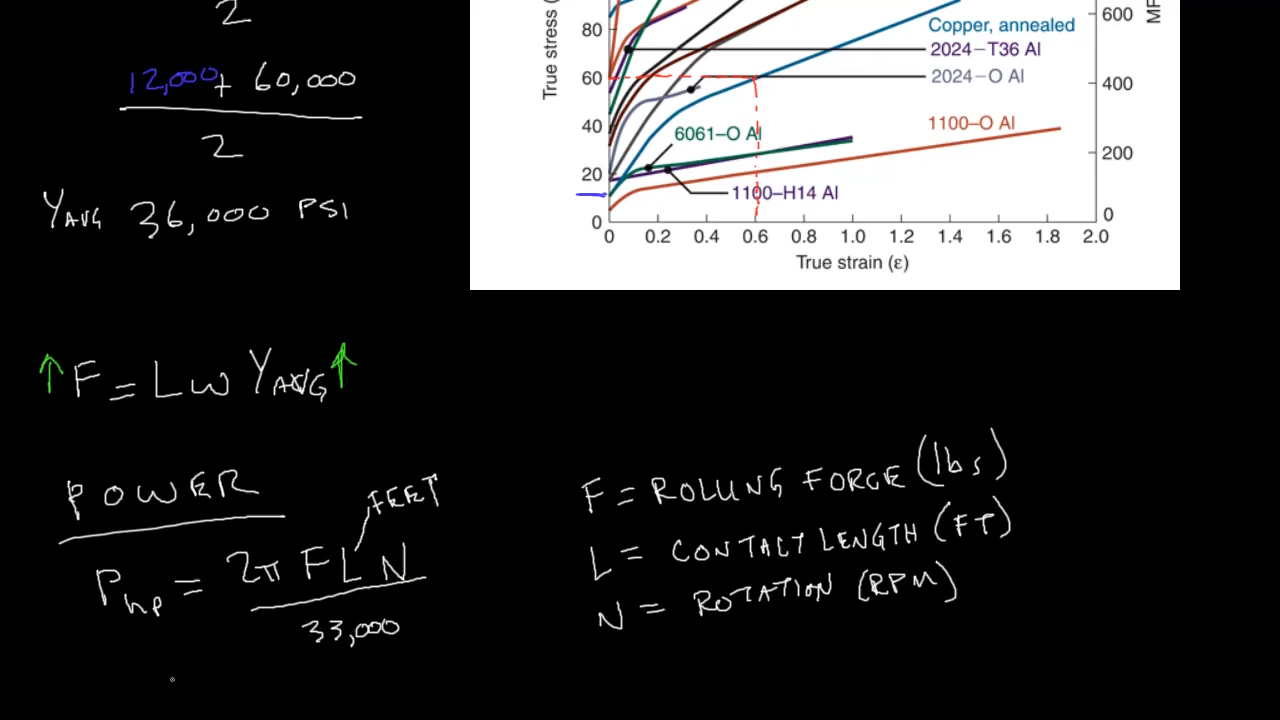 2
12,000 + 60,000
2
YAVG 36,000 PSI
True stress (
80
60
40
20
0
600
400
200
0
MP
Copper, annealed
2024–T36 Al
2024–O Al
1100–O Al
6061–O Al
1100–H14 Al
0 0.2 0.4 0.6 0.8 1.0 1.2 1.4 1.6 1.8 2.0
True strain (ε)
↑ F = L w YAVG ↑
POWER
FEET
Php = 2π F L N
33,000
F = ROLLING FORCE (lbs)
L = CONTACT LENGTH (FT)
N = ROTATION (RPM)